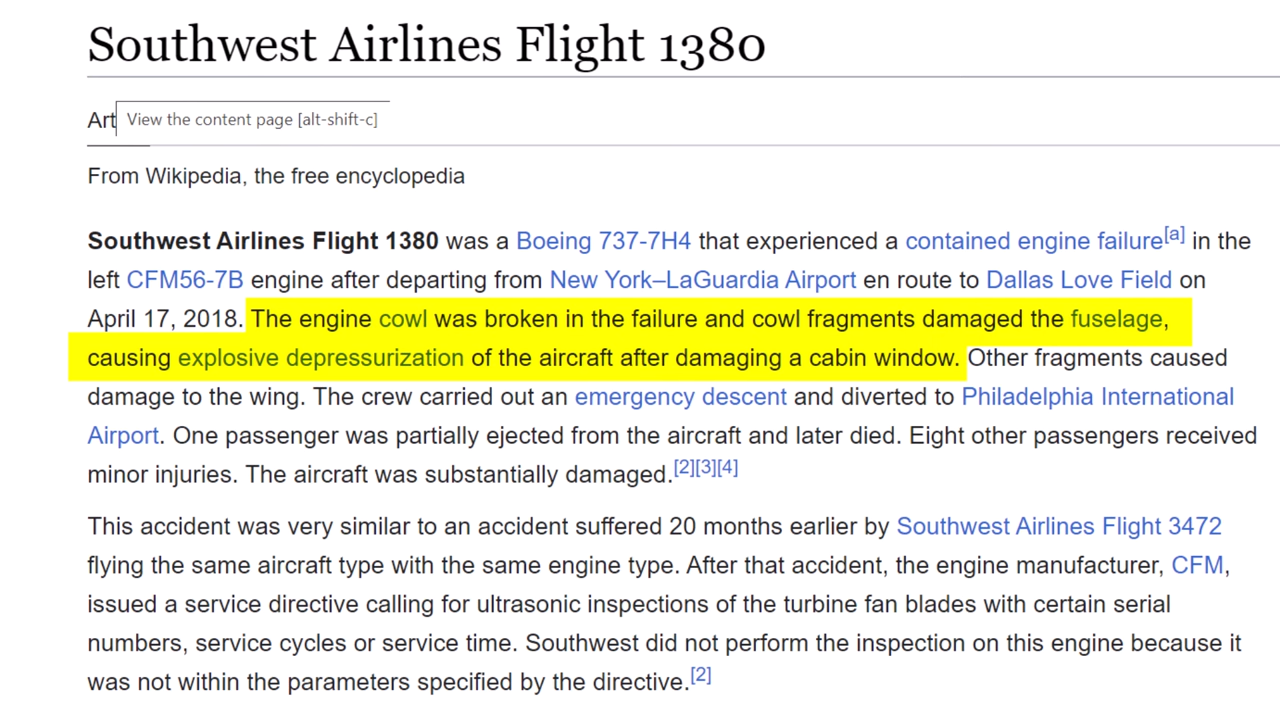 Southwest Airlines Flight 1380
Art View the content page [alt-shift-c]
From Wikipedia, the free encyclopedia
Southwest Airlines Flight 1380 was a Boeing 737-7H4 that experienced a contained engine failure[a] in the
left CFM56-7B engine after departing from New York–LaGuardia Airport en route to Dallas Love Field on
April 17, 2018. The engine cowl was broken in the failure and cowl fragments damaged the fuselage,
causing explosive depressurization of the aircraft after damaging a cabin window. Other fragments caused
damage to the wing. The crew carried out an emergency descent and diverted to Philadelphia International
Airport. One passenger was partially ejected from the aircraft and later died. Eight other passengers received
minor injuries. The aircraft was substantially damaged.[2][3][4]
This accident was very similar to an accident suffered 20 months earlier by Southwest Airlines Flight 3472
flying the same aircraft type with the same engine type. After that accident, the engine manufacturer, CFM,
issued a service directive calling for ultrasonic inspections of the turbine fan blades with certain serial
numbers, service cycles or service time. Southwest did not perform the inspection on this engine because it
was not within the parameters specified by the directive.[2]